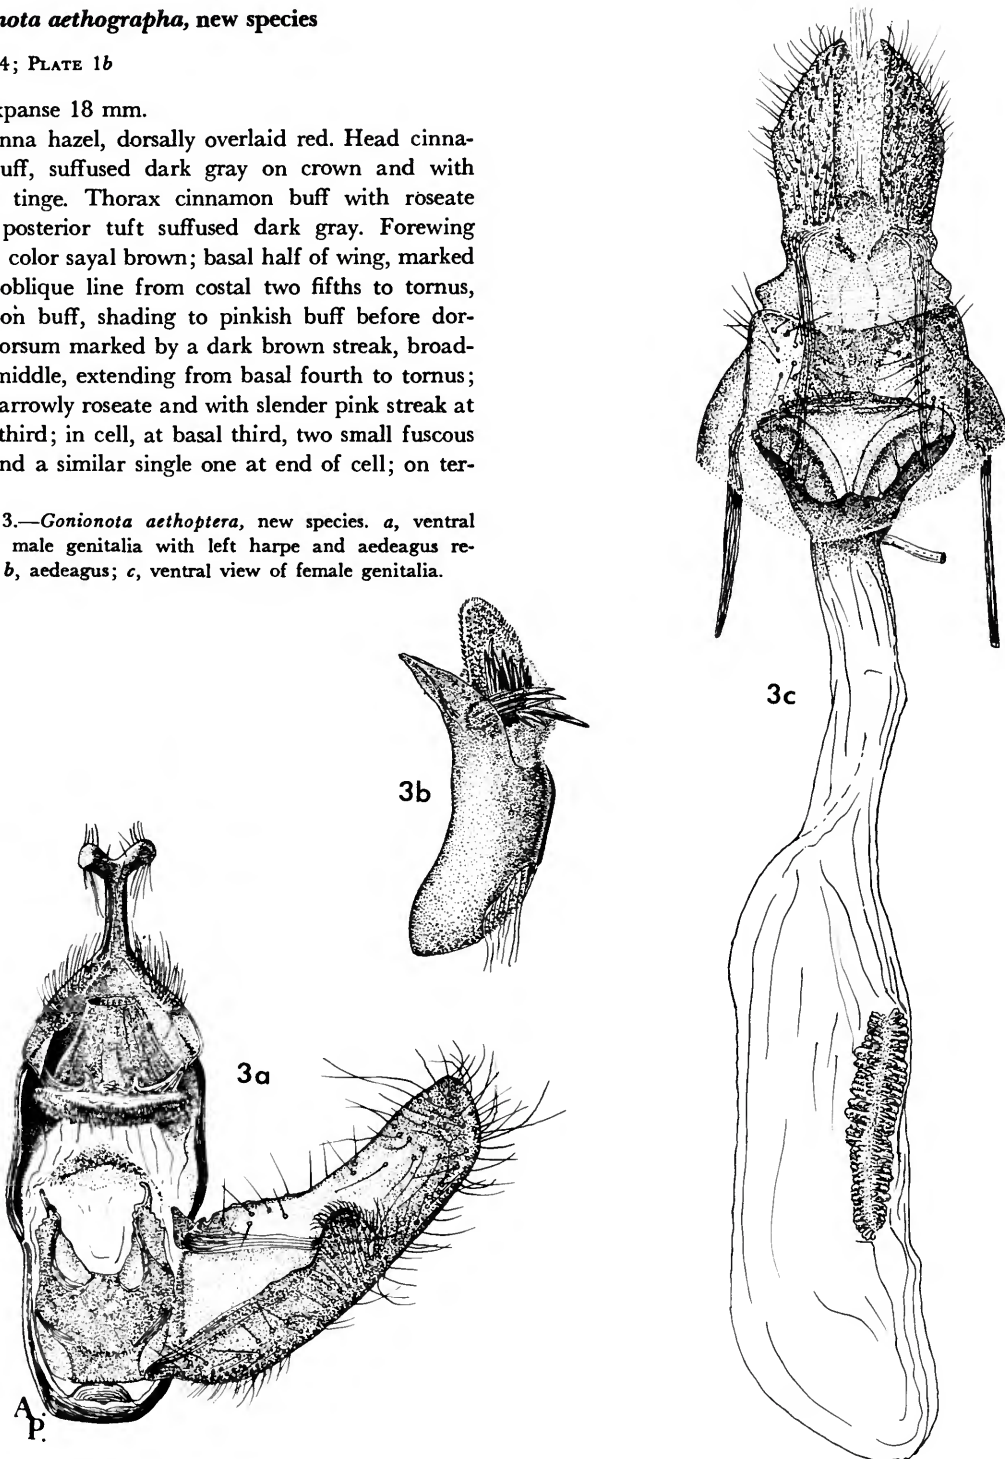 nota aethographa, new species
4; PLATE 1b
xpanse 18 mm.
nna hazel, dorsally overlaid red. Head cinna-
uff, suffused dark gray on crown and with
tinge. Thorax cinnamon buff with roseate
posterior tuft suffused dark gray. Forewing
color sayal brown; basal half of wing, marked
oblique line from costal two fifths to tornus,
on buff, shading to pinkish buff before dor-
orsum marked by a dark brown streak, broad-
middle, extending from basal fourth to tornus;
arrowly roseate and with slender pink streak at
third; in cell, at basal third, two small fuscous
nd a similar single one at end of cell; on ter-
3.—Gonionota aethoptera, new species. a, ventral
male genitalia with left harpe and aedeagus re-
b, aedeagus; c, ventral view of female genitalia.
3c
3b
3a
A.
P.